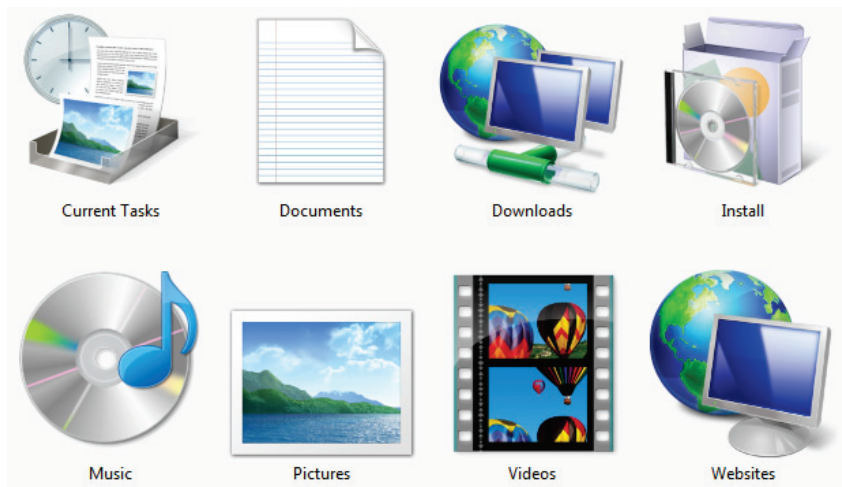 Current Tasks
Documents
Downloads
Install
Music
Pictures
Videos
Websites